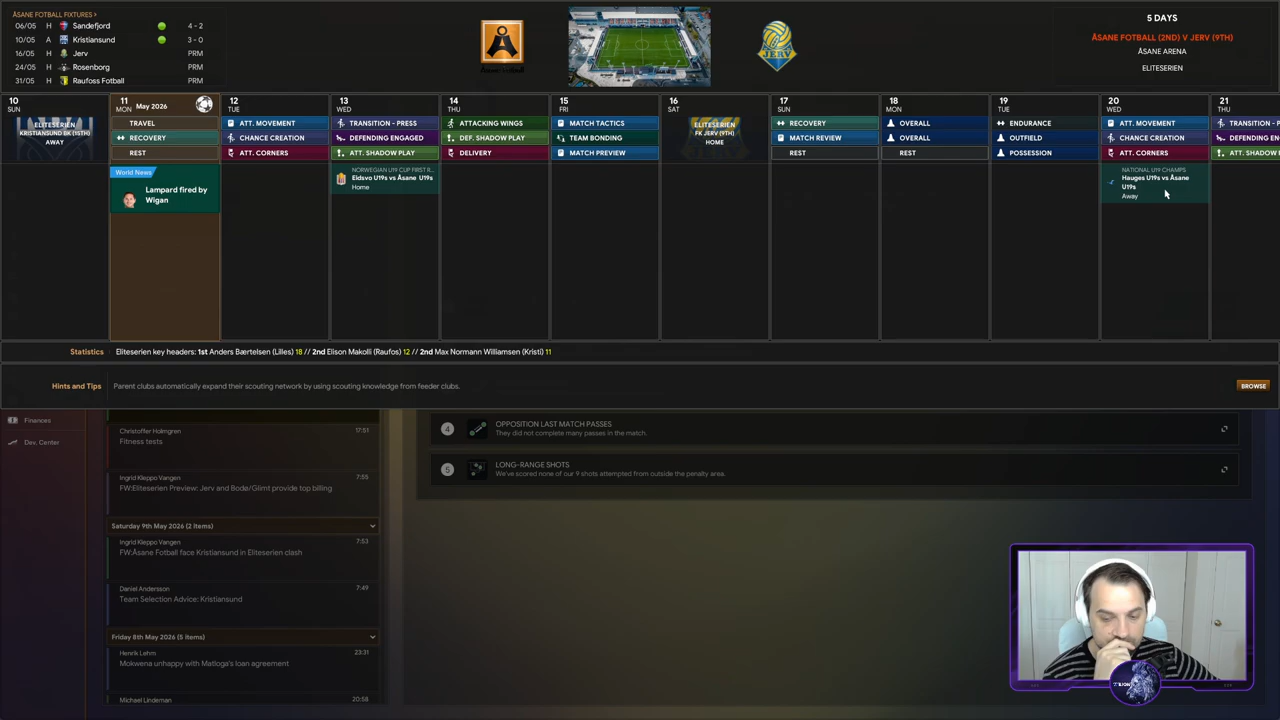 ÅSANE FOTBALL FIXTURES >
06/05 H Sandefjord 4 - 2
10/05 A Kristiansund 3 - 0
16/05 H Jerv PRM
24/05 H Rosenborg PRM
31/05 H Raufoss Fotball PRM
Åsane Fotball
JERV
5 DAYS
ÅSANE FOTBALL (2ND) V JERV (9TH)
ÅSANE ARENA
ELITESERIEN
10
SUN
ELITESERIEN
KRISTIANSUND BK (15TH)
AWAY
11
MON
May 2026
TRAVEL
RECOVERY
REST
World News
Lampard fired by
Wigan
12
TUE
ATT. MOVEMENT
CHANCE CREATION
ATT. CORNERS
13
WED
TRANSITION - PRESS
DEFENDING ENGAGED
ATT. SHADOW PLAY
NORWEGIAN U19 CUP FIRST R...
Eidsvo U19s vs Åsane U19s
Home
14
THU
ATTACKING WINGS
DEF. SHADOW PLAY
DELIVERY
15
FRI
MATCH TACTICS
TEAM BONDING
MATCH PREVIEW
16
SAT
ELITESERIEN
FK JERV (9TH)
HOME
17
SUN
RECOVERY
MATCH REVIEW
REST
18
MON
OVERALL
OVERALL
REST
19
TUE
ENDURANCE
OUTFIELD
POSSESSION
20
WED
ATT. MOVEMENT
CHANCE CREATION
ATT. CORNERS
NATIONAL U19 CHAMPS
Hauges U19s vs Åsane
U19s
Away
21
THU
TRANSITION - P
DEFENDING EN
ATT. SHADOW
Statistics
Eliteserien key headers: 1st Anders Bærtelsen (Lilles) 18 // 2nd Elison Makolli (Raufos) 12 // 2nd Max Normann Williamsen (Kristi) 11
Hints and Tips
Parent clubs automatically expand their scouting network by using scouting knowledge from feeder clubs.
BROWSE
Finances
Dev. Center
Christoffer Holmgren 17:51
Fitness tests
Ingrid Kleppo Vangen 7:55
FW:Eliteserien Preview: Jerv and Bodø/Glimt provide top billing
Saturday 9th May 2026 (2 items)
Ingrid Kleppo Vangen 7:53
FW:Åsane Fotball face Kristiansund in Eliteserien clash
Daniel Andersson 7:49
Team Selection Advice: Kristiansund
Friday 8th May 2026 (5 items)
Henrik Lehm 23:31
Mokwena unhappy with Matloga's loan agreement
Michael Lindeman 20:58
4
OPPOSITION LAST MATCH PASSES
They did not complete many passes in the match.
5
LONG-RANGE SHOTS
We've scored none of our 9 shots attempted from outside the penalty area.